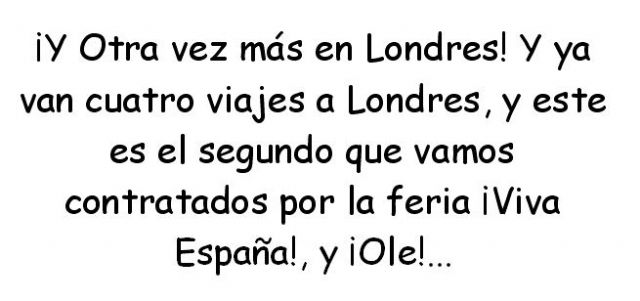 ¡Y Otra vez más en Londres! Y ya
van cuatro viajes a Londres, y este
es el segundo que vamos
contratados por la feria ¡Viva
España!, y ¡Ole!...